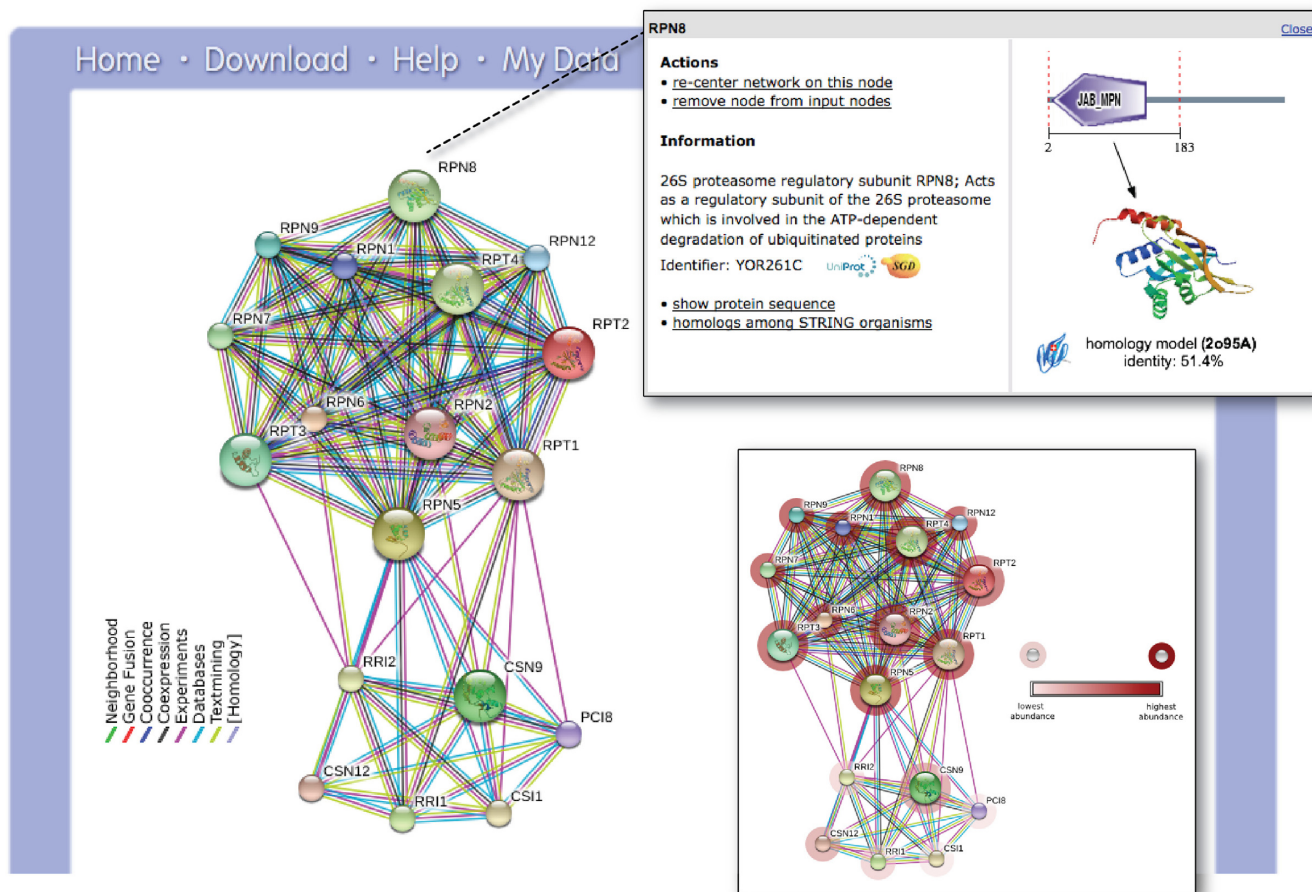 Home · Download · Help · My Data
RPN8
RPN9
RPN1
RPN12
RPT4
RPN7
RPT2
RPN6
RPN2
RPT3
RPT1
RPN5
RRI2
CSN9
PCI8
CSN12
RRI1
CSI1
Neighborhood
Gene Fusion
Cooccurrence
Coexpression
Experiments
Databases
Textmining
[Homology]
RPN8
Close
Actions
• re-center network on this node
• remove node from input nodes
Information
26S proteasome regulatory subunit RPN8; Acts
as a regulatory subunit of the 26S proteasome
which is involved in the ATP-dependent
degradation of ubiquitinated proteins
Identifier: YOR261C UniProt SGD
• show protein sequence
• homologs among STRING organisms
JAB_MPN
2 183
homology model (2o95A)
identity: 51.4%
RPN8
RPN9
RPN1
RPN12
RPT4
RPN7
RPT2
RPN6
RPN2
RPT3
RPT1
RPN5
RRI2
CSN9
PCI8
CSN12
RRI1
CSI1
lowest
abundance
highest
abundance